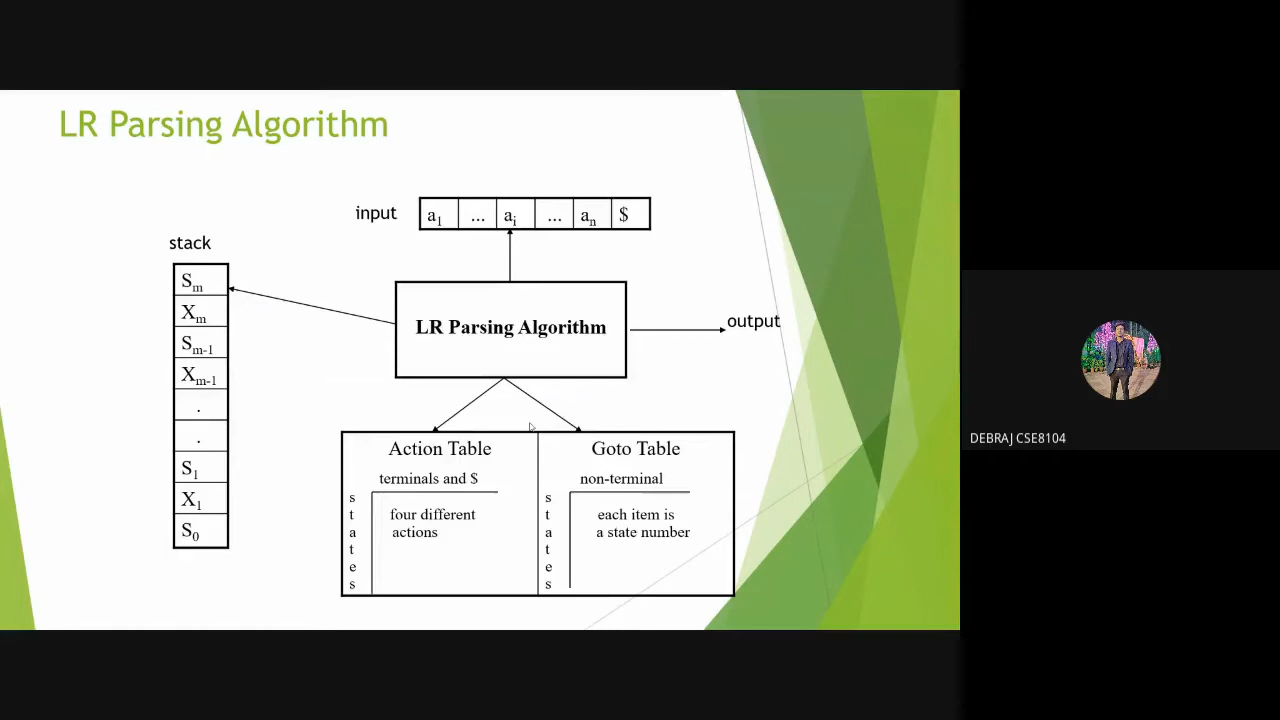 LR Parsing Algorithm
input
a1 ... ai ... an $
stack
Sm
Xm
Sm-1
Xm-1
.
.
S1
X1
S0
LR Parsing Algorithm
output
Action Table
terminals and $
s
t
a
t
e
s
four different
actions
Goto Table
non-terminal
s
t
a
t
e
s
each item is
a state number
DEBRAJ CSE8104